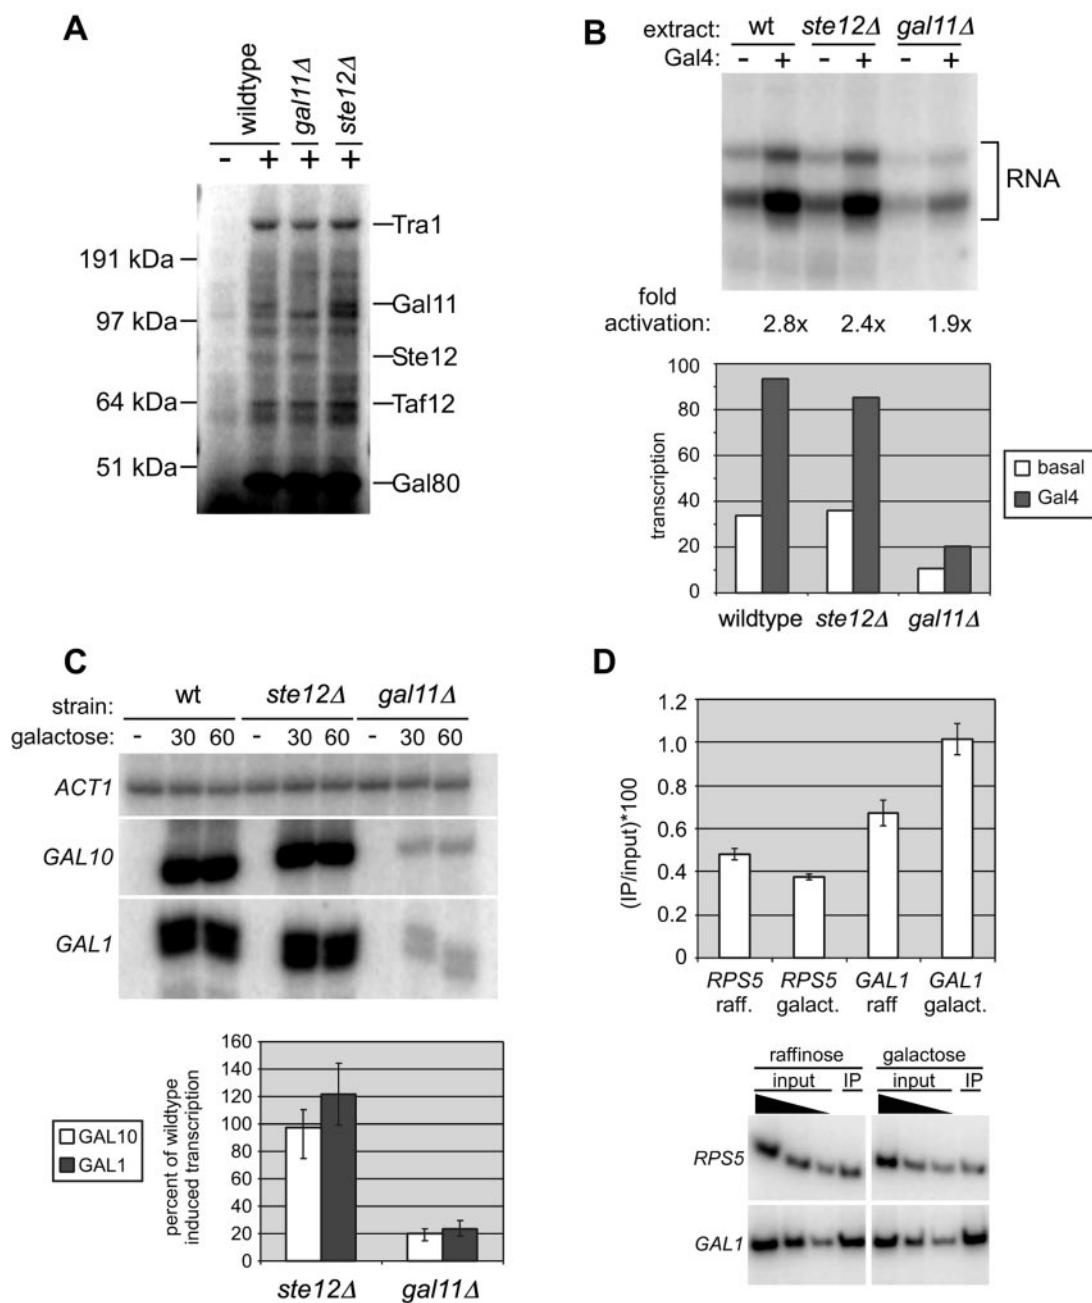 A
wildtype
gal11Δ
ste12Δ
- + + +
191 kDa
97 kDa
64 kDa
51 kDa
Tra1
Gal11
Ste12
Taf12
Gal80
B
extract: wt ste12Δ gal11Δ
Gal4: - + - + - +
RNA
fold
activation: 2.8x 2.4x 1.9x
100
80
60
40
20
0
transcription
wildtype ste12Δ gal11Δ
basal
Gal4
C
strain: wt ste12Δ gal11Δ
galactose: - 30 60 - 30 60 - 30 60
ACT1
GAL10
GAL1
160
140
120
100
80
60
40
20
0
percent of wildtype
induced transcription
GAL10
GAL1
ste12Δ gal11Δ
D
1.2
1.0
0.8
0.6
0.4
0.2
0
(IP/input)*100
RPS5 RPS5 GAL1 GAL1
raff. galact. raff galact.
raffinose galactose
input IP input IP
RPS5
GAL1